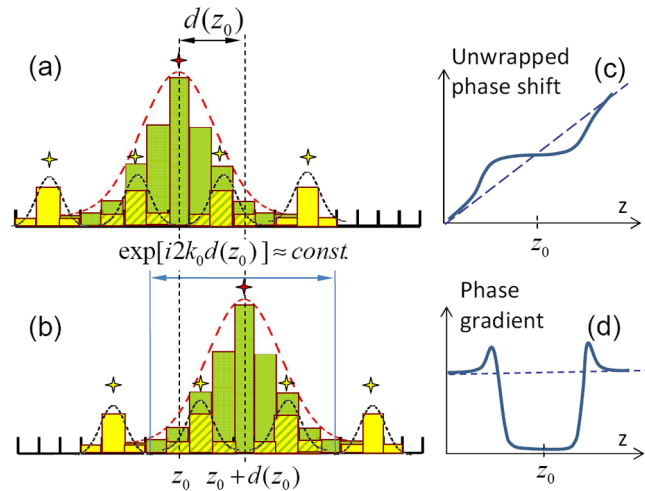 d(z₀)
(a)
Unwrapped
phase shift
(c)
z
z₀
exp[i2k₀d(z₀)]≈const.
(b)
Phase
gradient
(d)
z
z₀
z₀ z₀+d(z₀)